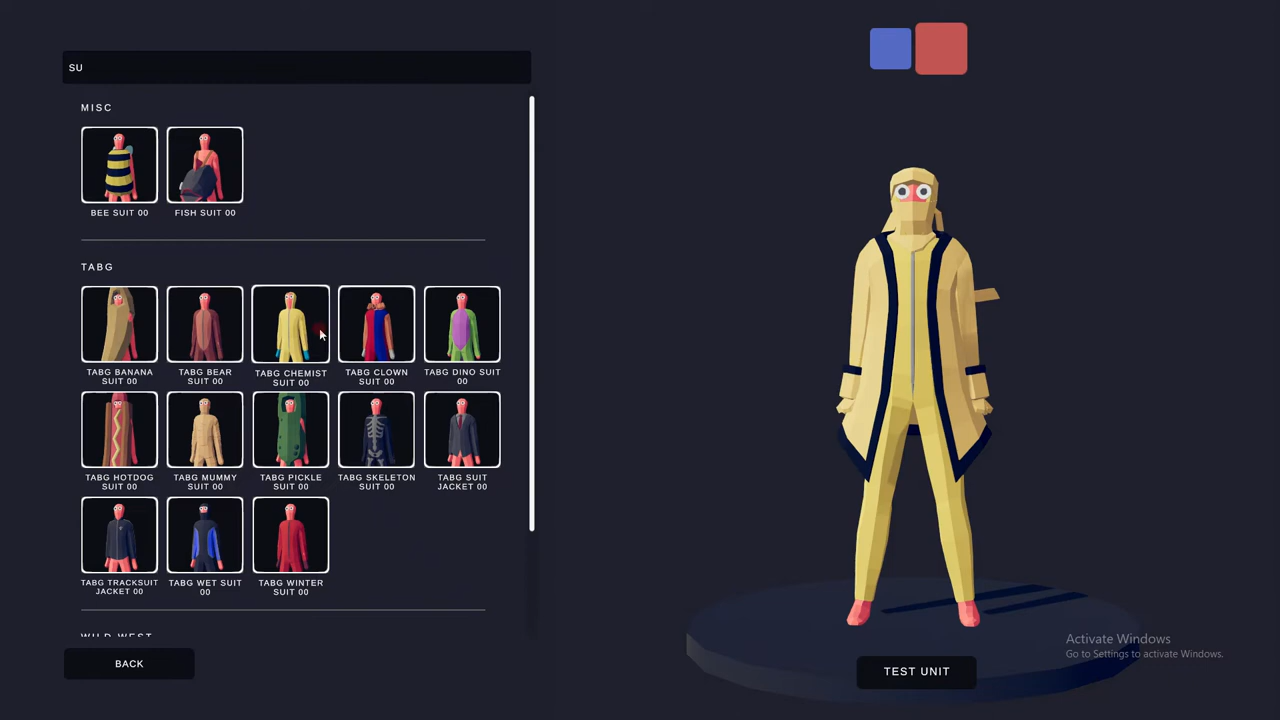 SU
MISC
BEE SUIT 00
FISH SUIT 00
TABG
TABG BANANA
SUIT 00
TABG BEAR
SUIT 00
TABG CHEMIST
SUIT 00
TABG CLOWN
SUIT 00
TABG DINO SUIT
00
TABG HOTDOG
SUIT 00
TABG MUMMY
SUIT 00
TABG PICKLE
SUIT 00
TABG SKELETON
SUIT 00
TABG SUIT
JACKET 00
TABG TRACKSUIT
JACKET 00
TABG WET SUIT
00
TABG WINTER
SUIT 00
WILD WEST
BACK
TEST UNIT
Activate Windows
Go to Settings to activate Windows.